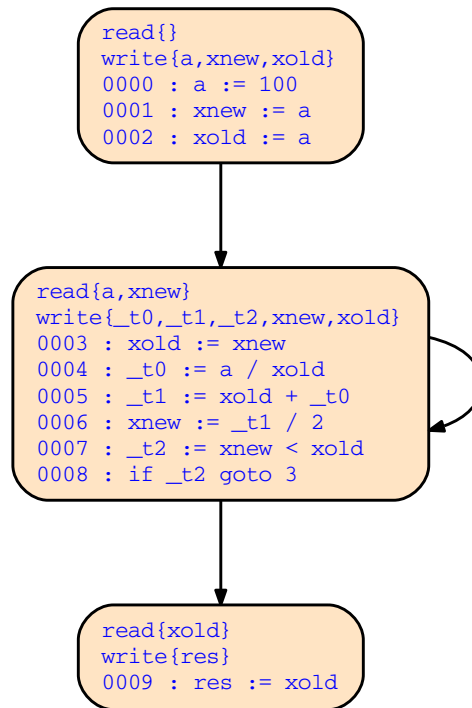 read{}
write{a,xnew,xold}
0000 : a := 100
0001 : xnew := a
0002 : xold := a
read{a,xnew}
write{_t0,_t1,_t2,xnew,xold}
0003 : xold := xnew
0004 : _t0 := a / xold
0005 : _t1 := xold + _t0
0006 : xnew := _t1 / 2
0007 : _t2 := xnew < xold
0008 : if _t2 goto 3
read{xold}
write{res}
0009 : res := xold